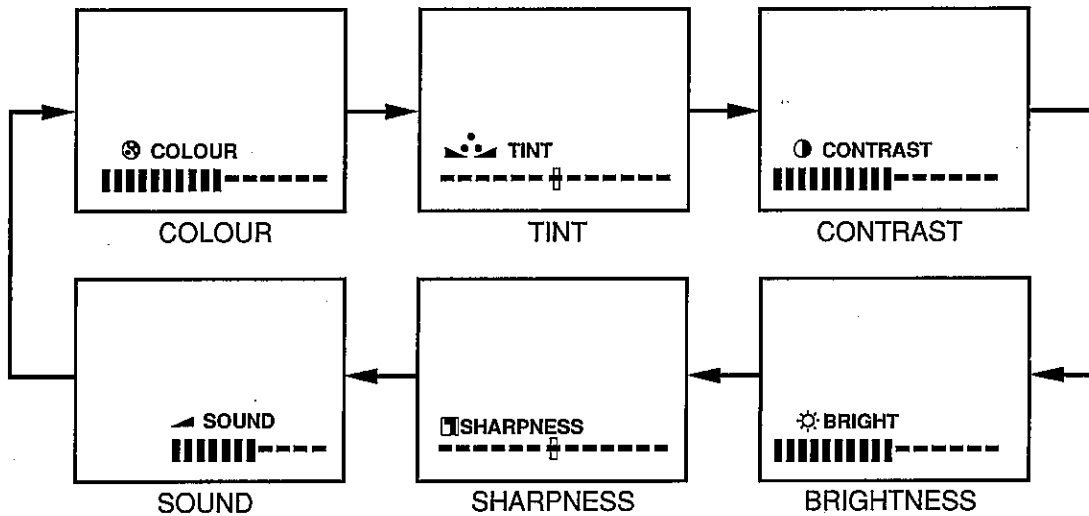 COLOUR
TINT
CONTRAST
COLOUR
TINT
CONTRAST
SOUND
SHARPNESS
BRIGHT
SOUND
SHARPNESS
BRIGHTNESS